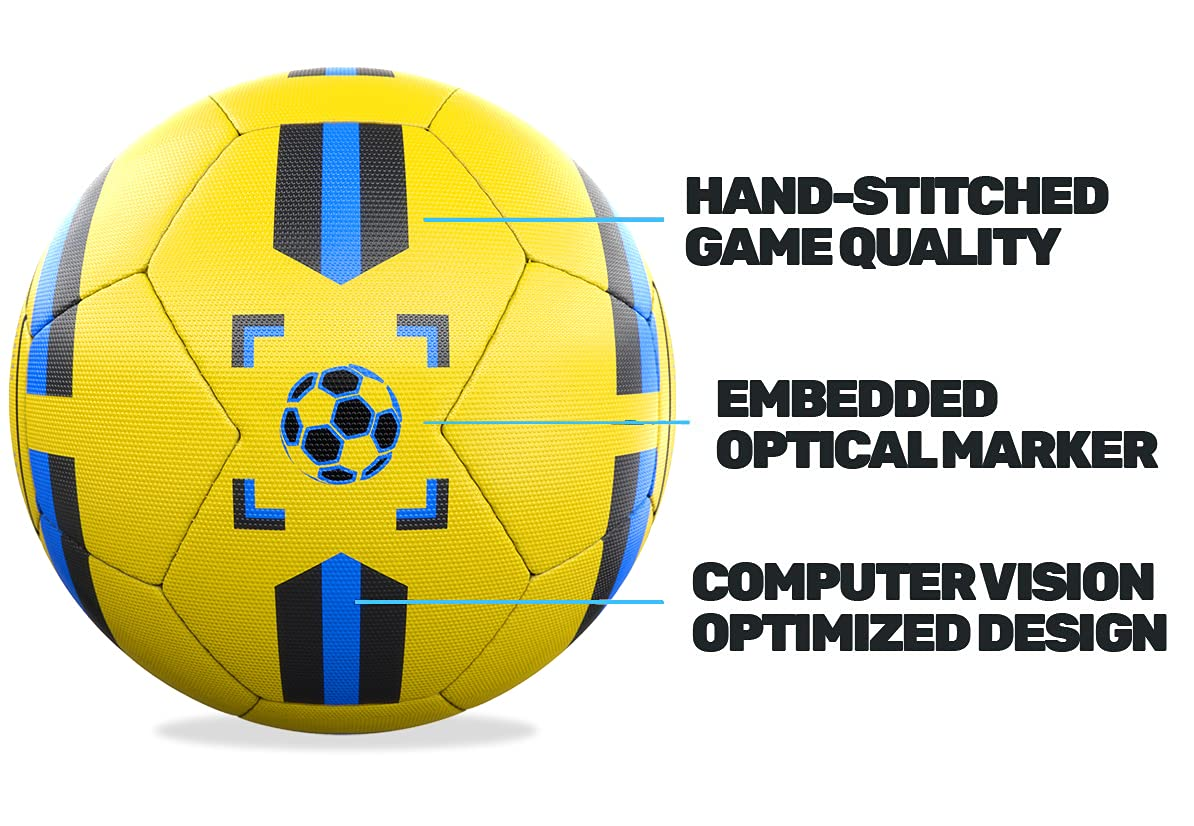 HAND-STITCHED
GAME QUALITY
EMBEDDED
OPTICAL MARKER
COMPUTER VISION
OPTIMIZED DESIGN